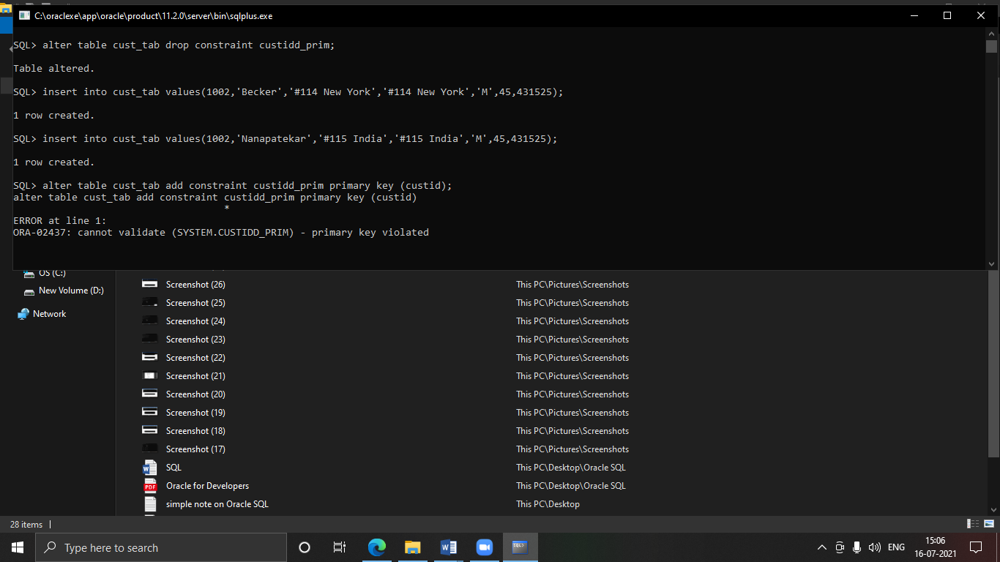 C:\oraclexe\app\oracle\product\11.2.0\server\bin\sqlplus.exe
SQL> alter table cust_tab drop constraint custidd_prim;
Table altered.
SQL> insert into cust_tab values(1002,'Becker','#114 New York','#114 New York','M',45,431525);
1 row created.
SQL> insert into cust_tab values(1002,'Nanapatekar','#115 India','#115 India','M',45,431525);
1 row created.
SQL> alter table cust_tab add constraint custidd_prim primary key (custid);
alter table cust_tab add constraint custidd_prim primary key (custid)
*
ERROR at line 1:
ORA-02437: cannot validate (SYSTEM.CUSTIDD_PRIM) - primary key violated
OS (C:)
New Volume (D:)
Network
Screenshot (26) This PC\Pictures\Screenshots
Screenshot (25) This PC\Pictures\Screenshots
Screenshot (24) This PC\Pictures\Screenshots
Screenshot (23) This PC\Pictures\Screenshots
Screenshot (22) This PC\Pictures\Screenshots
Screenshot (21) This PC\Pictures\Screenshots
Screenshot (20) This PC\Pictures\Screenshots
Screenshot (19) This PC\Pictures\Screenshots
Screenshot (18) This PC\Pictures\Screenshots
Screenshot (17) This PC\Pictures\Screenshots
SQL This PC\Desktop\Oracle SQL
PDF Oracle for Developers This PC\Desktop\Oracle SQL
simple note on Oracle SQL This PC\Desktop
28 items
Type here to search
ENG
15:06
16-07-2021